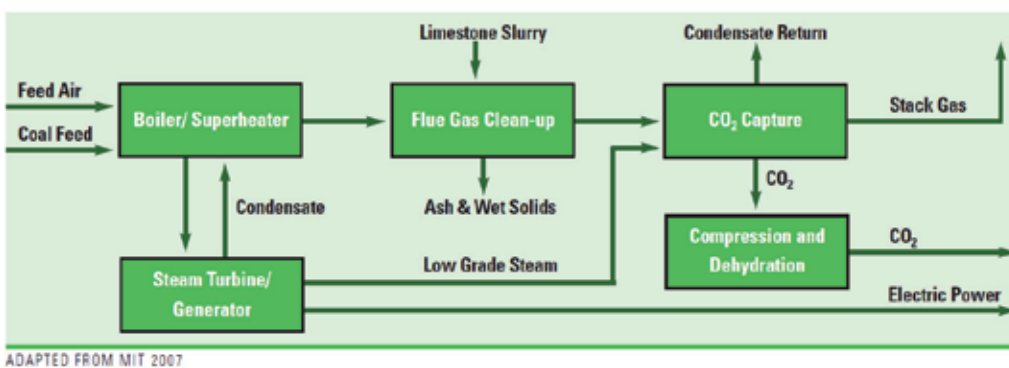 Limestone Slurry
Condensate Return
Feed Air
Coal Feed
Boiler/ Superheater
Flue Gas Clean-up
CO₂ Capture
Stack Gas
Condensate
Ash & Wet Solids
CO₂
Steam Turbine/
Generator
Low Grade Steam
Compression and
Dehydration
CO₂
Electric Power
ADAPTED FROM MIT 2007